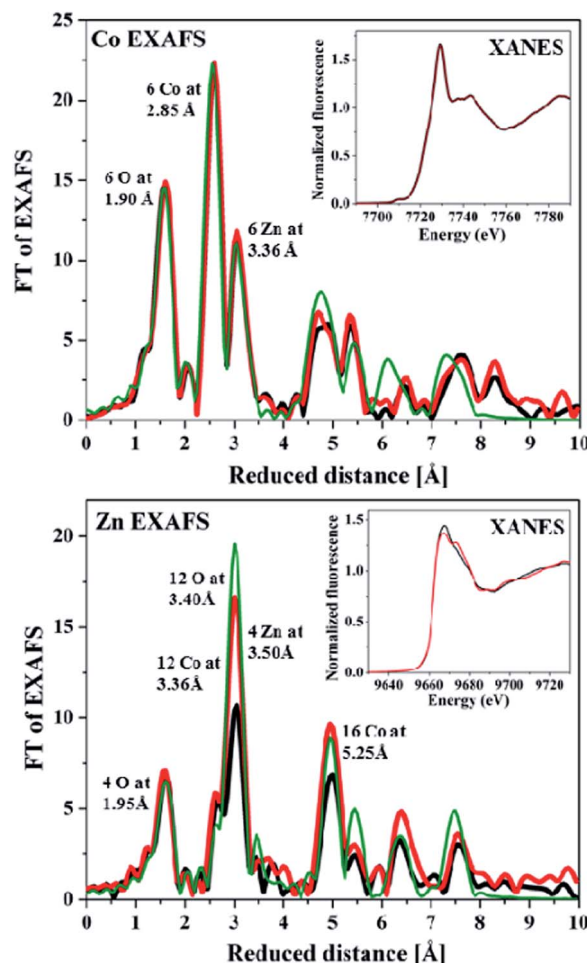 Co EXAFS
FT of EXAFS
25
20
15
10
5
0
0 1 2 3 4 5 6 7 8 9 10
Reduced distance [Å]
6 Co at
2.85 Å
6 O at
1.90 Å
6 Zn at
3.36 Å
XANES
Normalized fluorescence
1.5
1.0
0.5
0.0
7700 7720 7740 7760 7780
Energy (eV)
Zn EXAFS
FT of EXAFS
20
15
10
5
0
0 1 2 3 4 5 6 7 8 9 10
Reduced distance [Å]
12 O at
3.40Å
4 Zn at
3.50Å
12 Co at
3.36Å
16 Co at
5.25Å
4 O at
1.95Å
XANES
Normalized fluorescence
1.5
1.0
0.5
0.0
9640 9660 9680 9700 9720
Energy (eV)